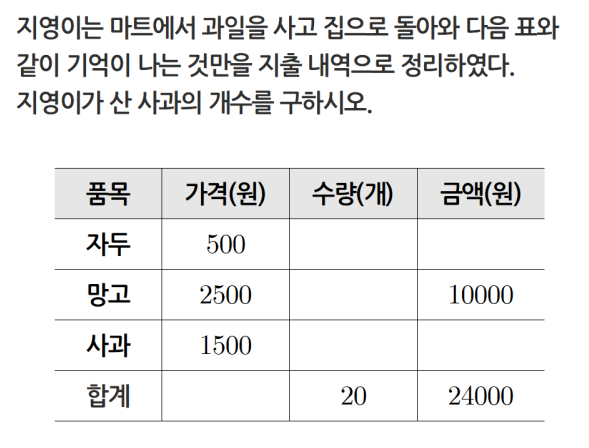 지영이는 마트에서 과일을 사고 집으로 돌아와 다음 표와
같이 기억이 나는 것만을 지출 내역으로 정리하였다.
지영이가 산 사과의 개수를 구하시오.
품목 가격(원) 수량(개) 금액(원)
자두 500
망고 2500 10000
사과 1500
합계 20 24000